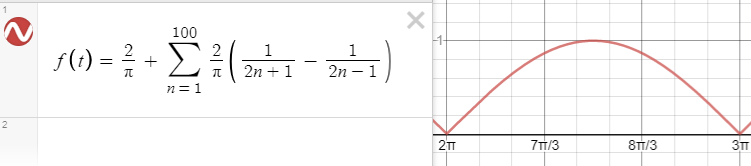 1
f(t) = 2/π + 100∑n=1 2/π (1/(2n+1) − 1/(2n−1))
2
1
2π 7π/3 8π/3 3π